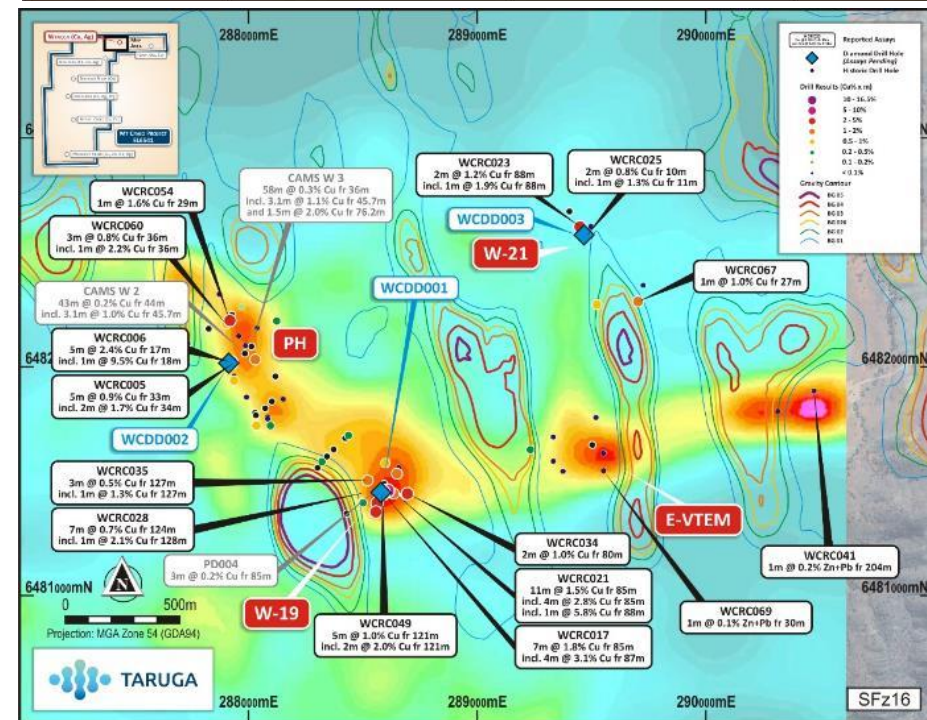 288000mE
289000mE
290000mE
WCRC054
1m @ 1.6% Cu fr 29m
WCRC060
3m @ 0.8% Cu fr 36m
incl. 1m @ 2.2% Cu fr 36m
CAMS W 3
58m @ 0.3% Cu fr 36m
incl. 3.1m @ 1.1% Cu fr 45.7m
and 1.5m @ 2.0% Cu fr 76.2m
WCRC023
2m @ 1.2% Cu fr 88m
incl. 1m @ 1.9% Cu fr 88m
WCRC025
2m @ 0.8% Cu fr 10m
incl. 1m @ 1.3% Cu fr 11m
WCDD003
W-21
Reported Assays
Diamond Drill Hole
(Assays Pending)
Historic Drill Hole
Drill Results (Cu% x m)
10 - 16.5%
5 - 10%
2 - 5%
1 - 2%
0.5 - 1%
0.2 - 0.5%
0.1 - 0.2%
< 0.1%
Gravity Contour
WCRC067
1m @ 1.0% Cu fr 27m
CAMS W 2
43m @ 0.2% Cu fr 44m
incl. 3.1m @ 1.0% Cu fr 45.7m
WCDD001
PH
WCRC006
5m @ 2.4% Cu fr 17m
incl. 1m @ 9.5% Cu fr 18m
6482000mN
WCRC005
5m @ 0.9% Cu fr 33m
incl. 2m @ 1.7% Cu fr 34m
WCDD002
WCRC035
3m @ 0.5% Cu fr 127m
incl. 1m @ 1.3% Cu fr 127m
WCRC028
7m @ 0.7% Cu fr 124m
incl. 1m @ 2.1% Cu fr 128m
PD004
3m @ 0.2% Cu fr 85m
E-VTEM
WCRC034
2m @ 1.0% Cu fr 80m
WCRC041
1m @ 0.2% Zn+Pb fr 204m
WCRC021
11m @ 1.5% Cu fr 85m
incl. 4m @ 2.8% Cu fr 85m
incl. 1m @ 5.8% Cu fr 88m
6481000mN
6481000mN
N
0 500m
Projection: MGA Zone 54 (GDA94)
W-19
WCRC049
5m @ 1.0% Cu fr 121m
incl. 2m @ 2.0% Cu fr 121m
WCRC069
1m @ 0.1% Zn+Pb fr 30m
WCRC017
7m @ 1.8% Cu fr 85m
incl. 4m @ 3.1% Cu fr 87m
TARUGA
288000mE
289000mE
290000mE
SFz16